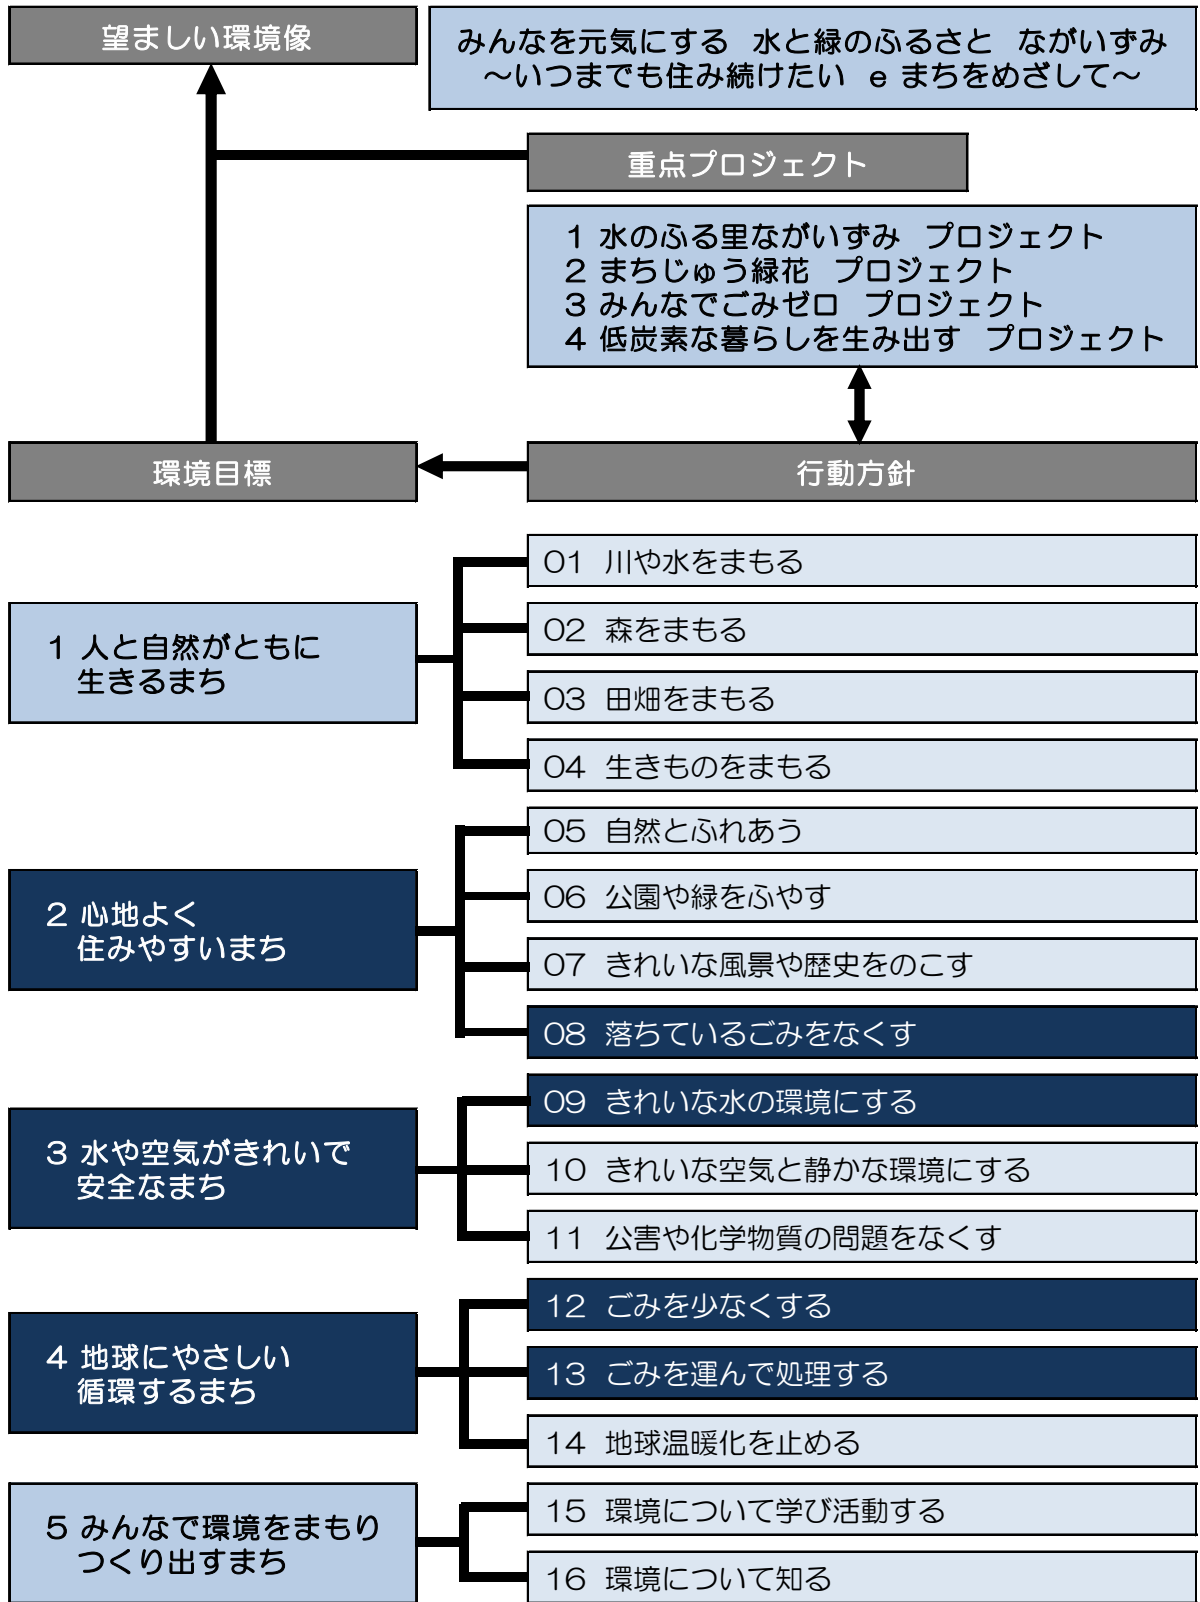 望ましい環境像
みんなを元気にする 水と緑のふるさと ながいずみ
～いつまでも住み続けたい e まちをめざして～
重点プロジェクト
1 水のふる里ながいずみ プロジェクト
2 まちじゅう緑花 プロジェクト
3 みんなでごみゼロ プロジェクト
4 低炭素な暮らしを生み出す プロジェクト
環境目標
行動方針
1 人と自然がともに
生きるまち
01 川や水をまもる
02 森をまもる
03 田畑をまもる
04 生きものをまもる
2 心地よく
住みやすいまち
05 自然とふれあう
06 公園や緑をふやす
07 きれいな風景や歴史をのこす
08 落ちているごみをなくす
3 水や空気がきれいで
安全なまち
09 きれいな水の環境にする
10 きれいな空気と静かな環境にする
11 公害や化学物質の問題をなくす
4 地球にやさしい
循環するまち
12 ごみを少なくする
13 ごみを運んで処理する
14 地球温暖化を止める
5 みんなで環境をまもり
つくり出すまち
15 環境について学び活動する
16 環境について知る